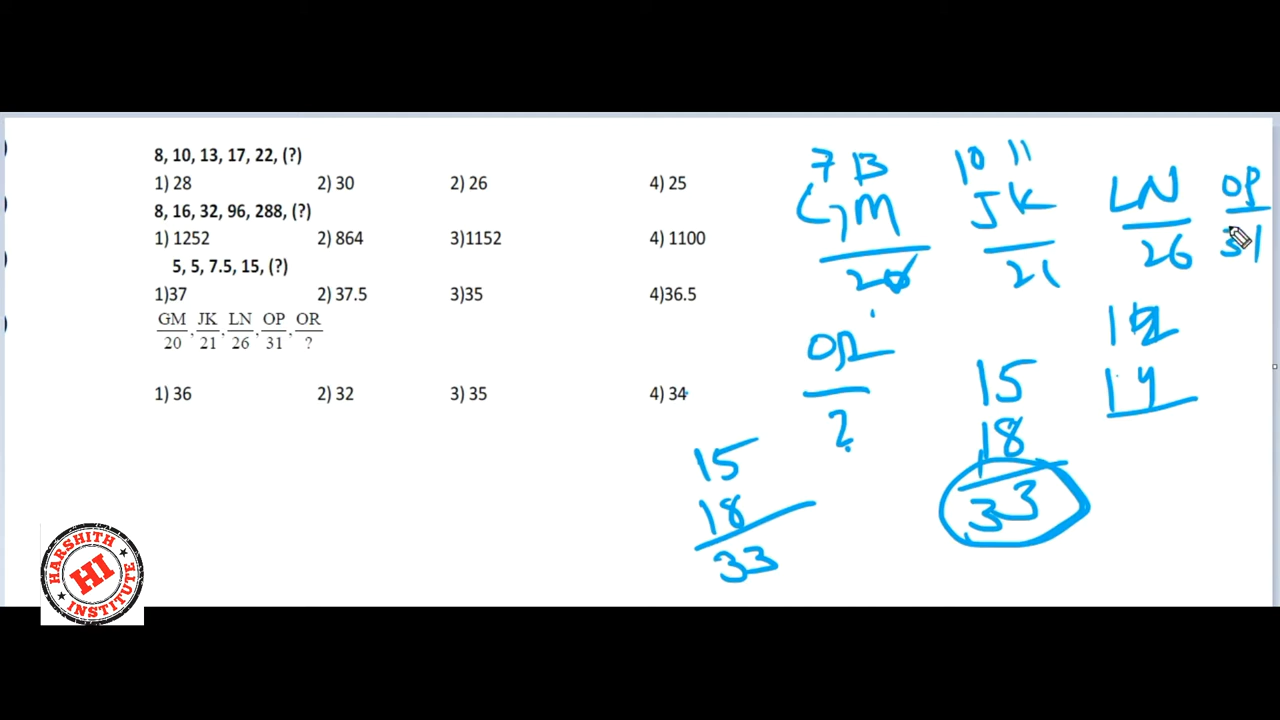 8, 10, 13, 17, 22, (?)
1) 28 2) 30 2) 26 4) 25
8, 16, 32, 96, 288, (?)
1) 1252 2) 864 3)1152 4) 1100
5, 5, 7.5, 15, (?)
1)37 2) 37.5 3)35 4)36.5
GM/20, JK/21, LN/26, OP/31, OR/?
1) 36 2) 32 3) 35 4) 34
7 13 10 11
GM JK LN OP
20 21 26 31
OR
?
15
18
33
15
18
33
14
HARSHITH
HI
INSTITUTE